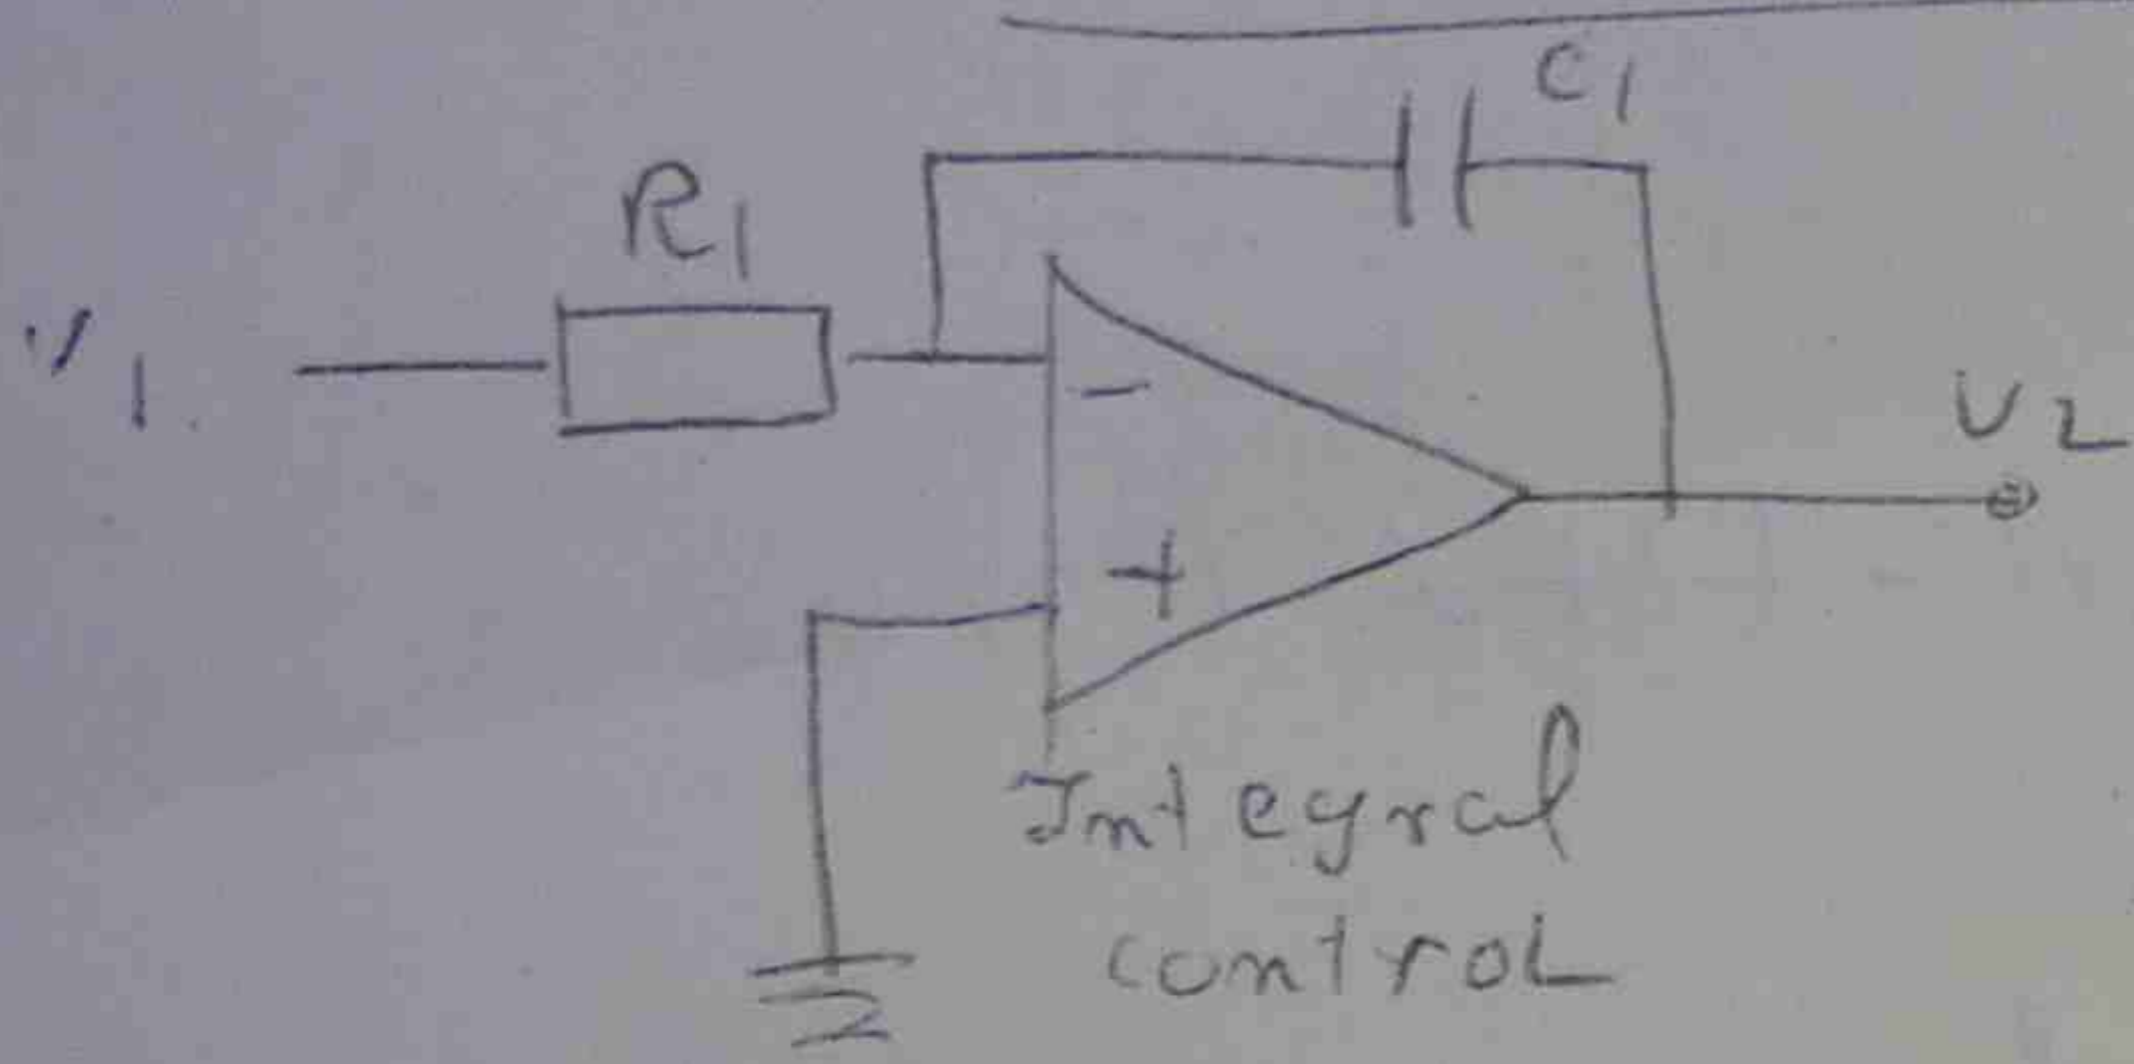 C1
R1
V1
-
V2
+
Integral
control